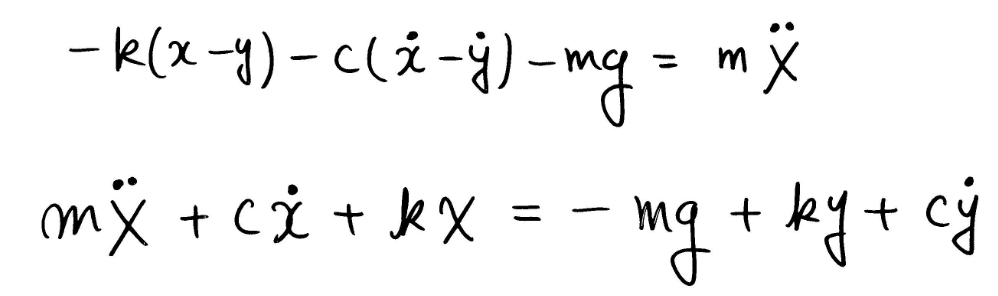 -k(x-y) - c(ẋ-ẏ) - mg = mẍ
mẍ + cẋ + kx = -mg + ky + cẏ